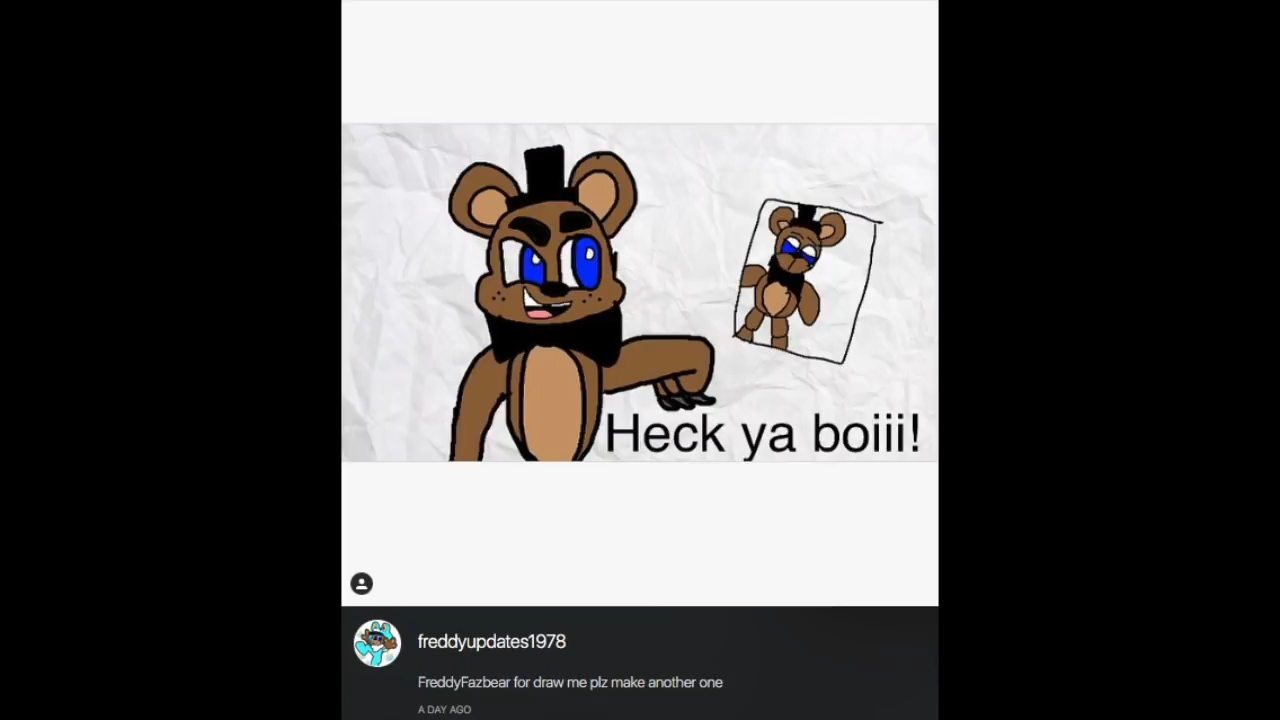 Heck ya boiii!
freddyupdates1978
FreddyFazbear for draw me plz make another one
A DAY AGO